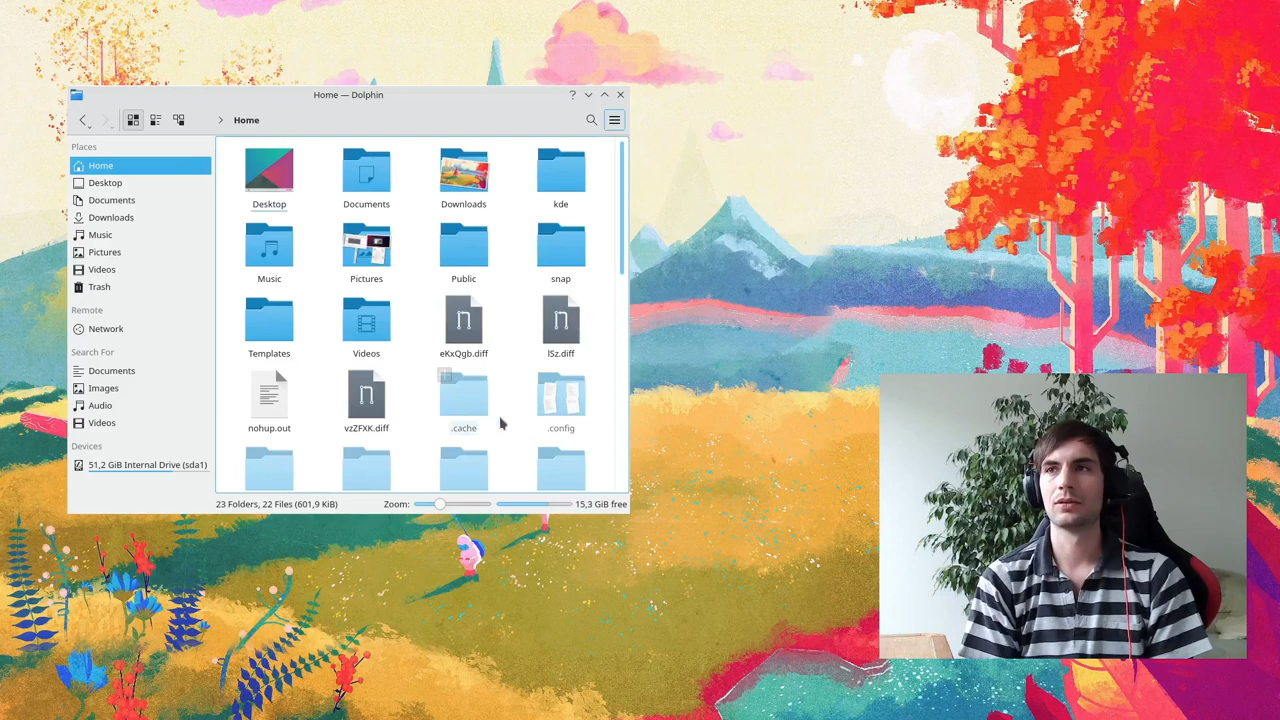 Home — Dolphin
Home
Places
Home
Desktop
Documents
Downloads
Music
Pictures
Videos
Trash
Remote
Network
Search For
Documents
Images
Audio
Videos
Devices
51,2 GiB Internal Drive (sda1)
Desktop
Documents
Downloads
kde
Music
Pictures
Public
snap
Templates
Videos
eKxQgb.diff
lSz.diff
nohup.out
vzZFXK.diff
.cache
.config
23 Folders, 22 Files (601,9 KiB)
Zoom:
15,3 GiB free